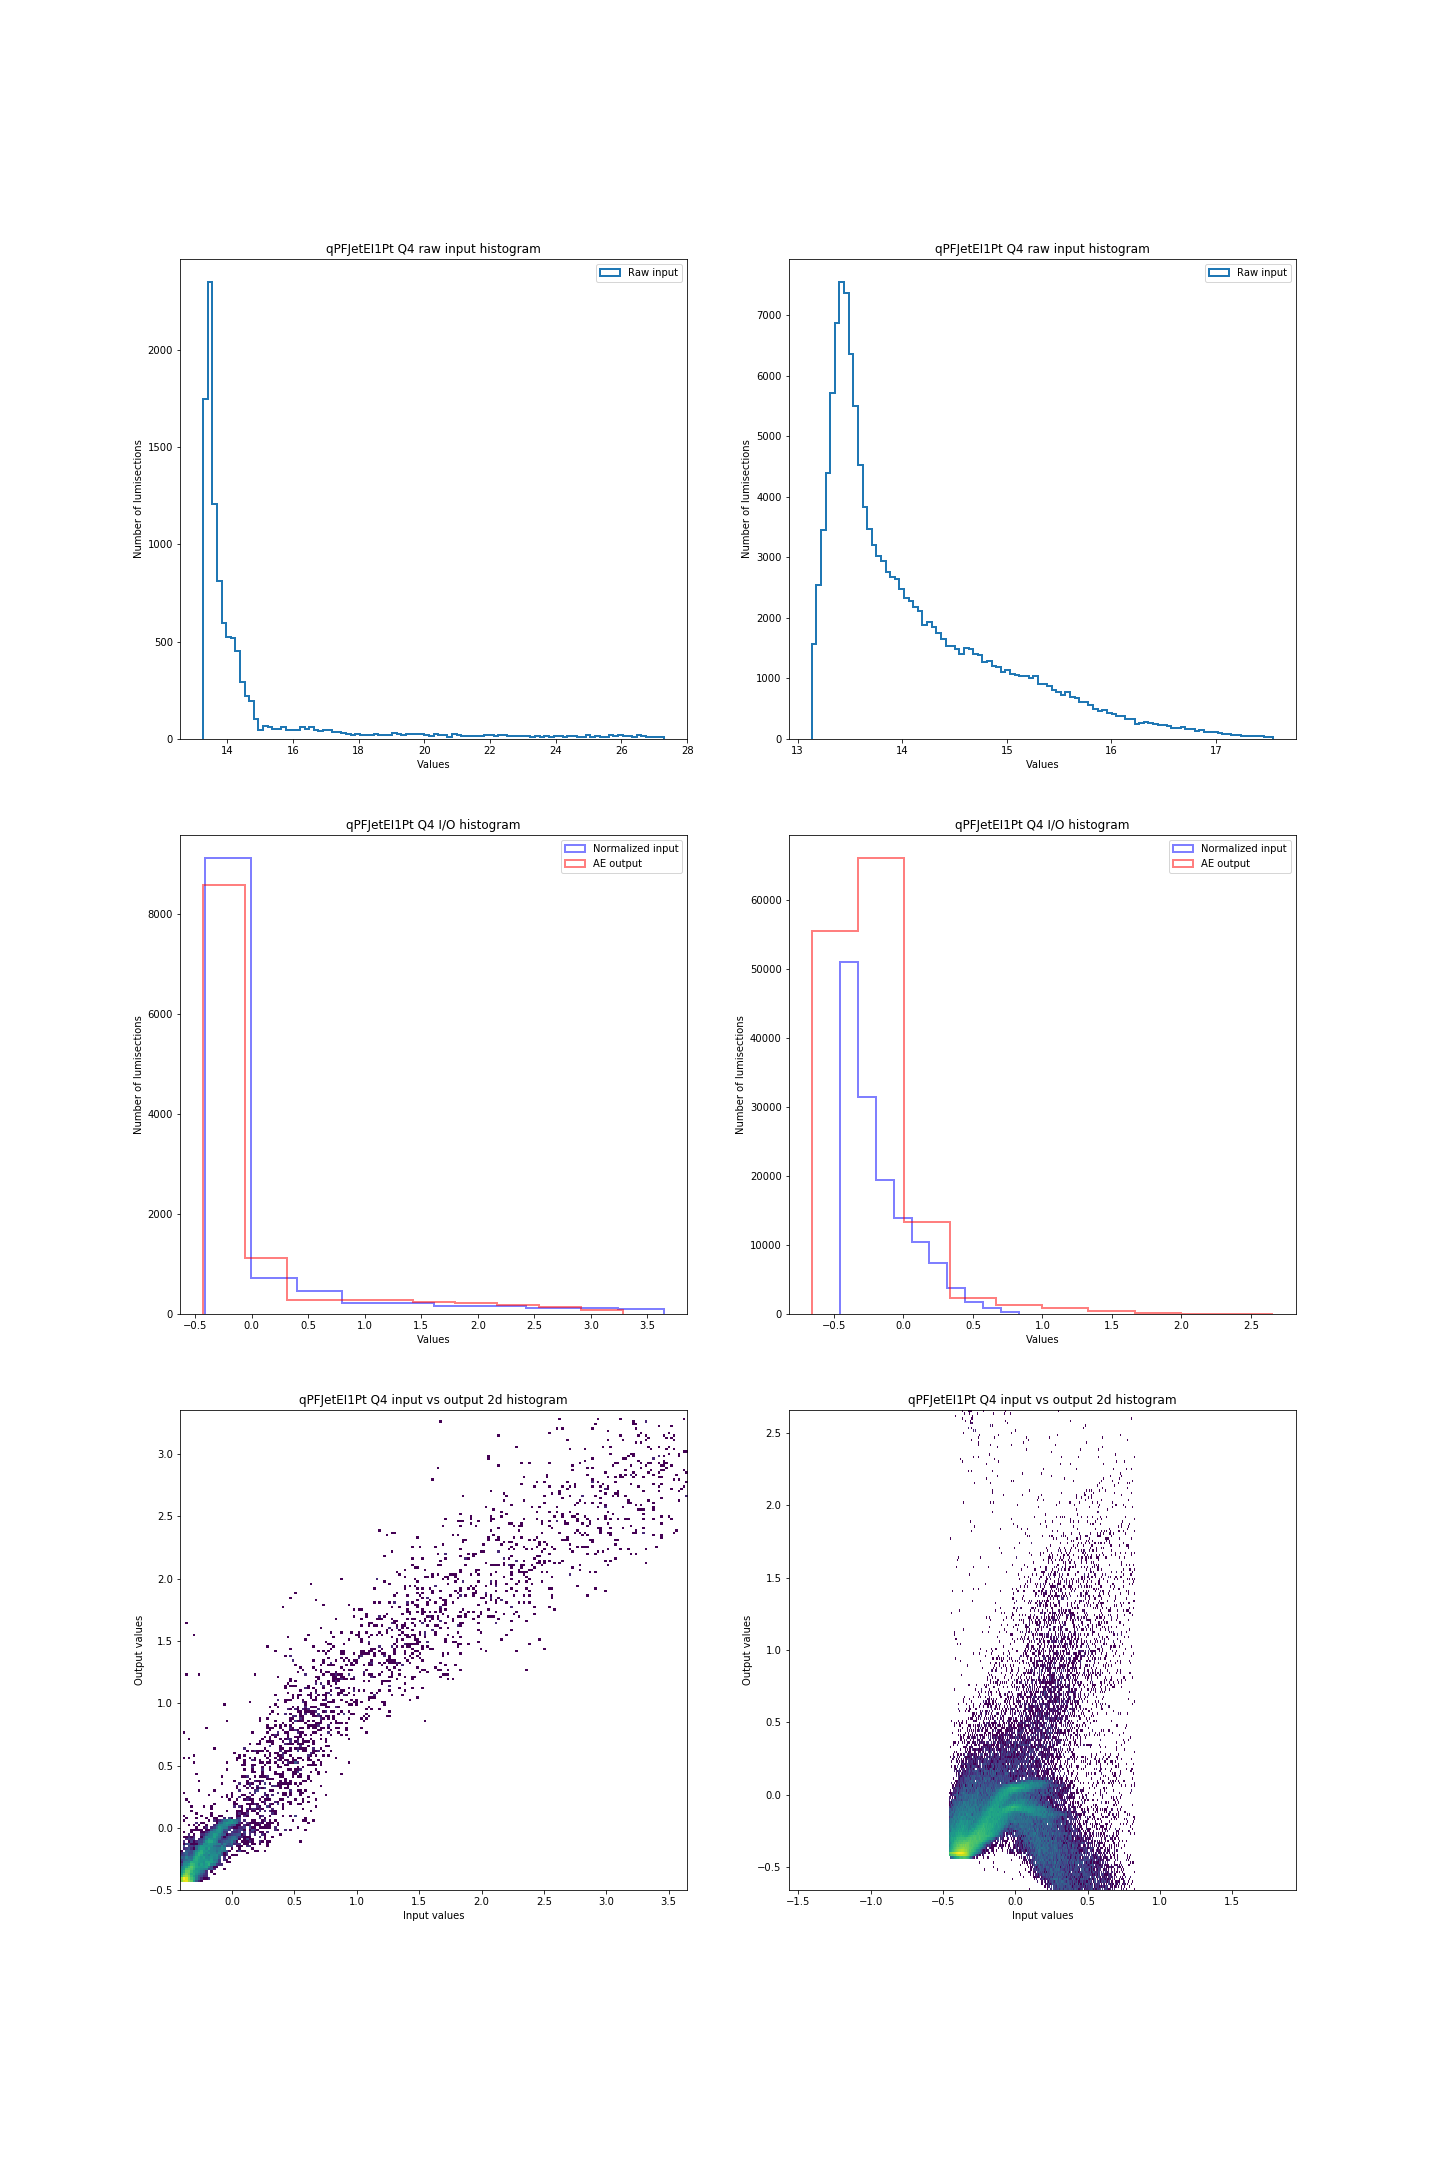 qPFJetEI1Pt Q4 raw input histogram
Raw input
Number of lumisections
2000
1500
1000
500
0
14 16 18 20 22 24 26 28
Values
qPFJetEI1Pt Q4 raw input histogram
Raw input
Number of lumisections
7000
6000
5000
4000
3000
2000
1000
0
13 14 15 16 17
Values
qPFJetEI1Pt Q4 I/O histogram
Normalized input
AE output
Number of lumisections
8000
6000
4000
2000
0
−0.5 0.0 0.5 1.0 1.5 2.0 2.5 3.0 3.5
Values
qPFJetEI1Pt Q4 I/O histogram
Normalized input
AE output
Number of lumisections
60000
50000
40000
30000
20000
10000
0
−0.5 0.0 0.5 1.0 1.5 2.0 2.5
Values
qPFJetEI1Pt Q4 input vs output 2d histogram
Output values
3.0
2.5
2.0
1.5
1.0
0.5
0.0
−0.5
0.0 0.5 1.0 1.5 2.0 2.5 3.0 3.5
Input values
qPFJetEI1Pt Q4 input vs output 2d histogram
Output values
2.5
2.0
1.5
1.0
0.5
0.0
−0.5
−1.5 −1.0 −0.5 0.0 0.5 1.0 1.5
Input values